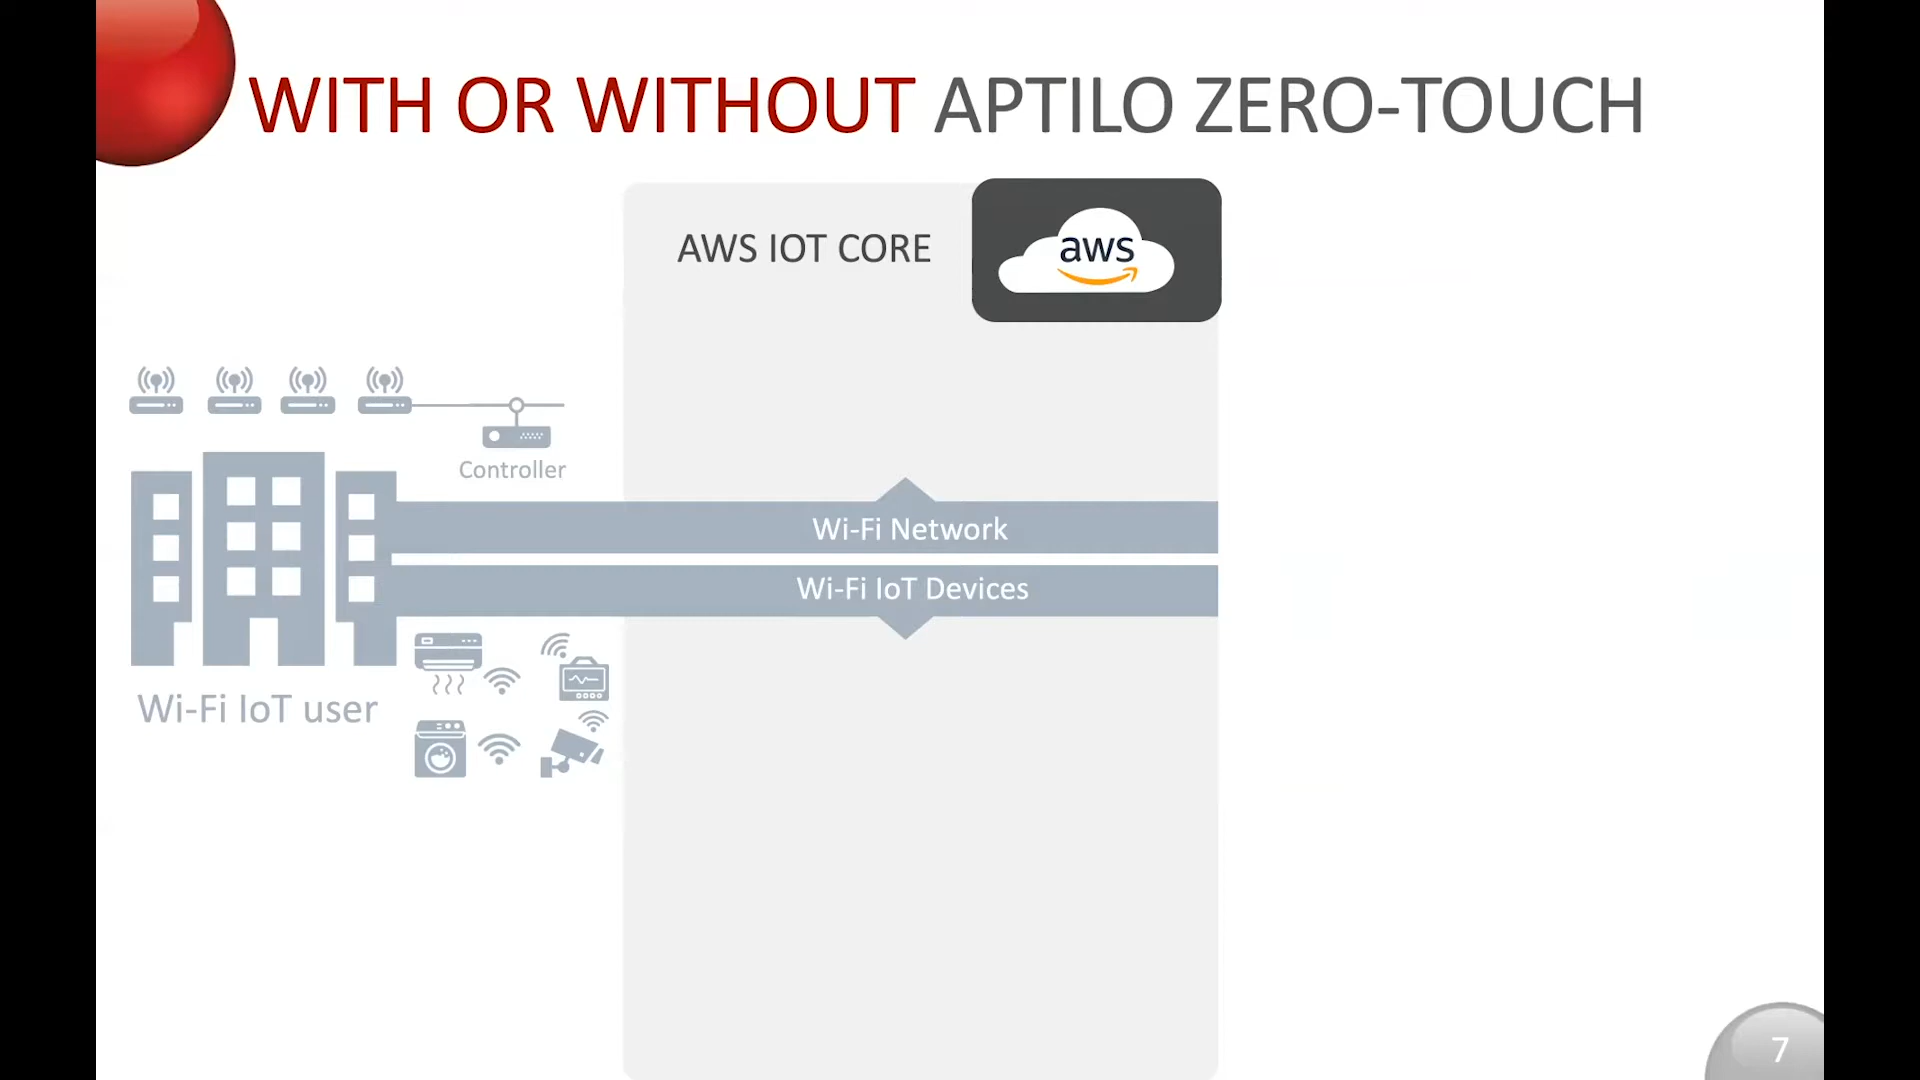 WITH OR WITHOUT APTILO ZERO-TOUCH
AWS IOT CORE
aws
Controller
Wi-Fi Network
Wi-Fi IoT Devices
Wi-Fi IoT user
7